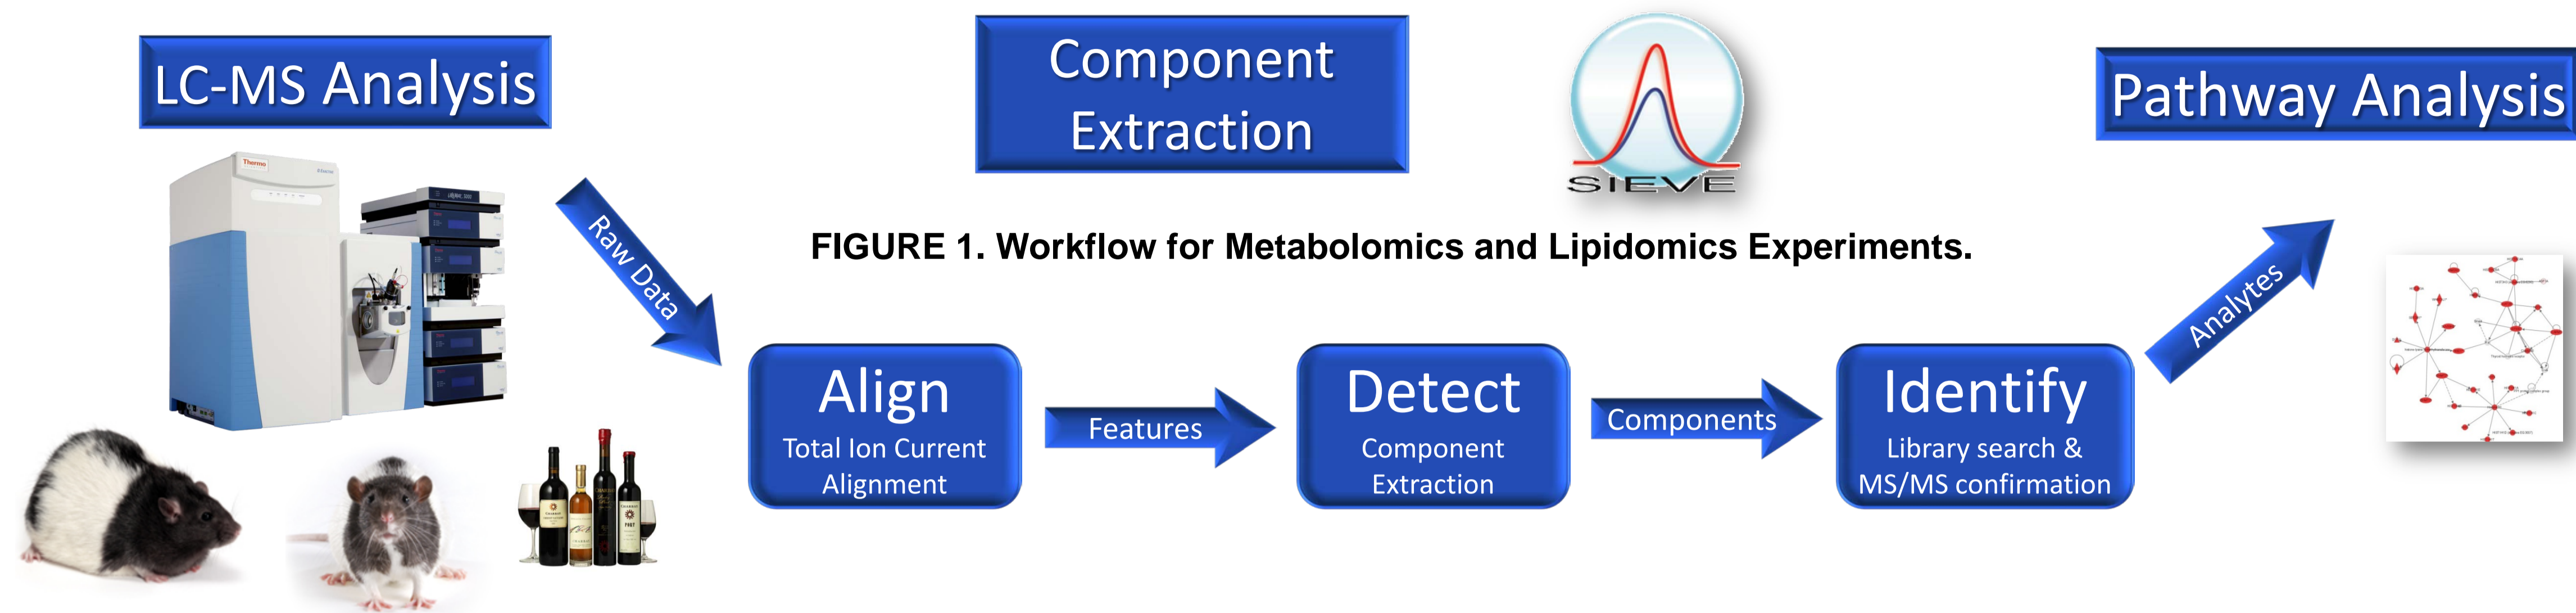 LC-MS Analysis
Component
Extraction
SIEVE
Pathway Analysis
Thermo
Raw Data
FIGURE 1. Workflow for Metabolomics and Lipidomics Experiments.
Analytes
Align
Total Ion Current
Alignment
Features
Detect
Component
Extraction
Components
Identify
Library search &
MS/MS confirmation